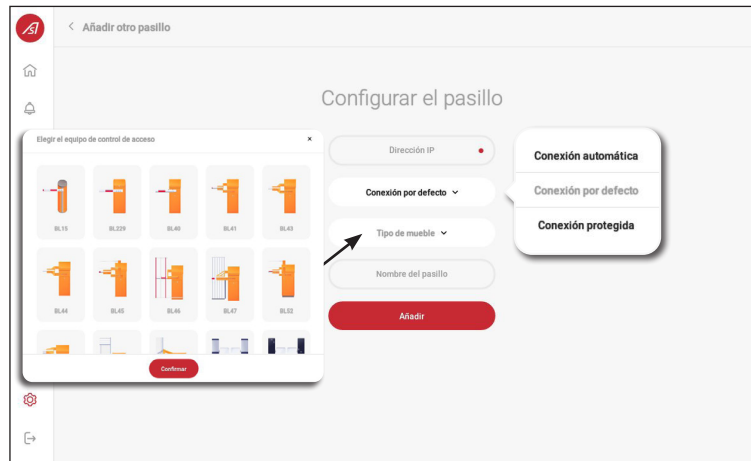 Añadir otro pasillo
Configurar el pasillo
Elegir el equipo de control de acceso
×
BL15
BL229
BL40
BL41
BL43
BL44
BL45
BL46
BL47
BL52
Confirmar
Dirección IP
Conexión por defecto
Tipo de mueble
Nombre del pasillo
Añadir
Conexión automática
Conexión por defecto
Conexión protegida